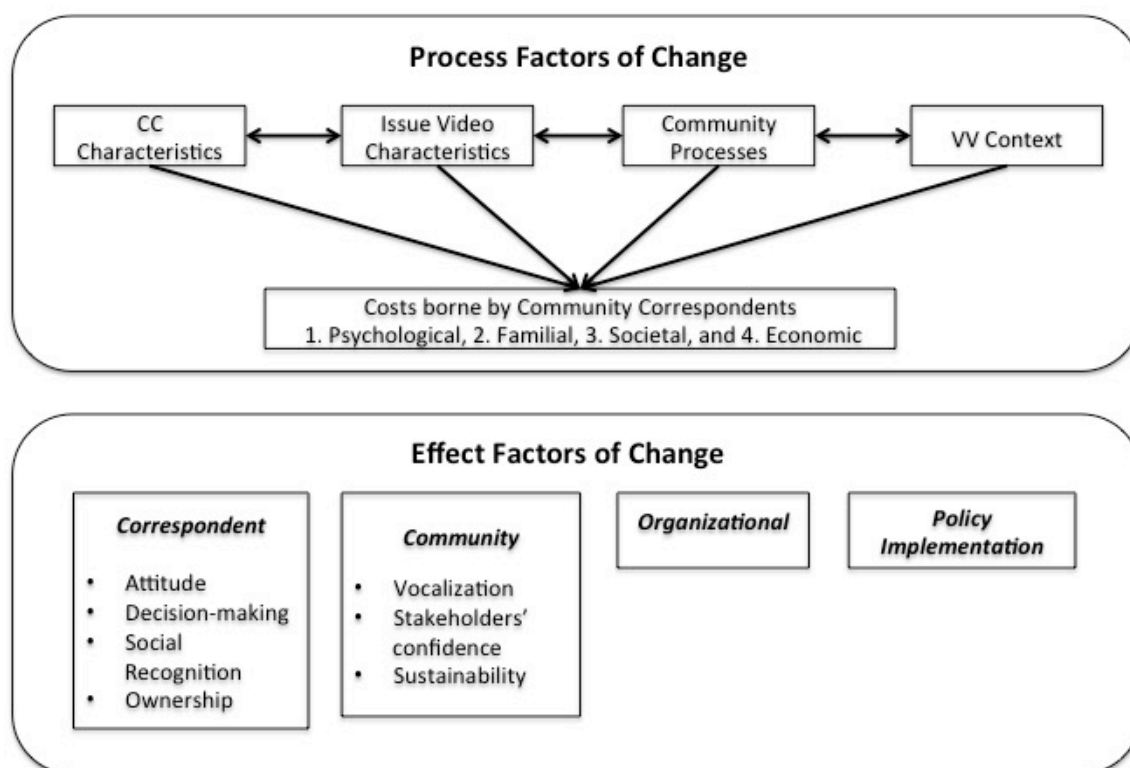 Process Factors of Change
CC
Characteristics
Issue Video
Characteristics
Community
Processes
VV Context
Costs borne by Community Correspondents
1. Psychological, 2. Familial, 3. Societal, and 4. Economic
Effect Factors of Change
Correspondent
• Attitude
• Decision-making
• Social
Recognition
• Ownership
Community
• Vocalization
• Stakeholders’
confidence
• Sustainability
Organizational
Policy
Implementation